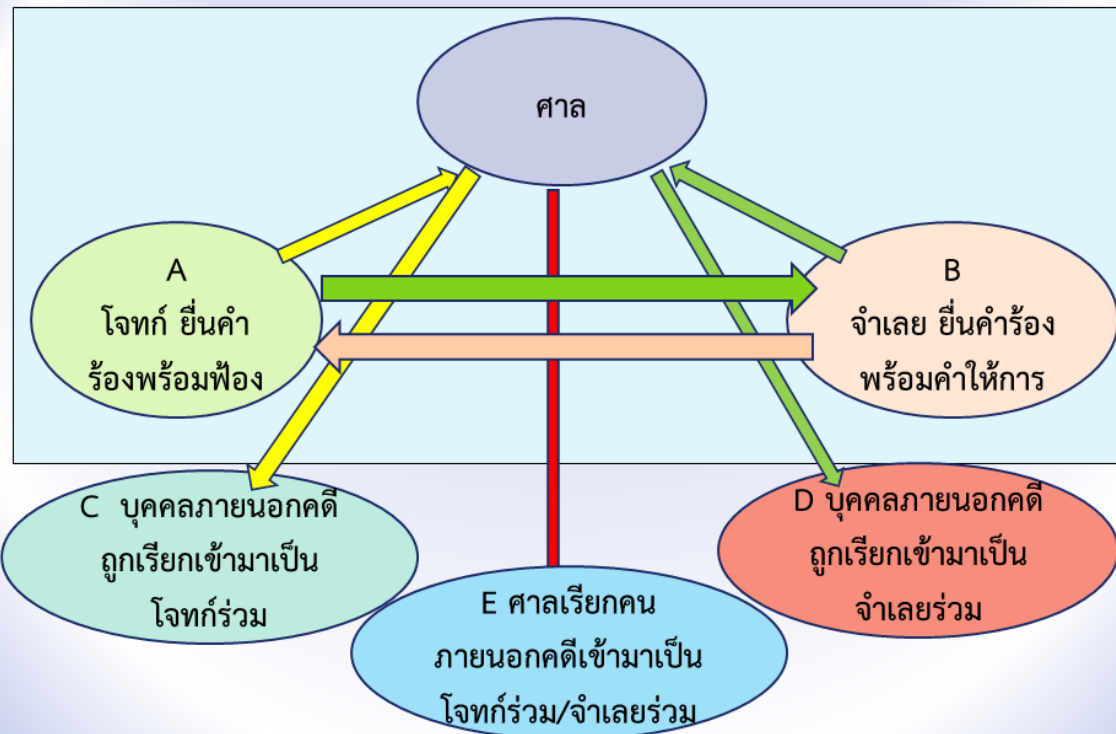 ศาล
A
โจทก์ ยื่นคำ
ร้องพร้อมฟ้อง
B
จำเลย ยื่นคำร้อง
พร้อมคำให้การ
C บุคคลภายนอกคดี
ถูกเรียกเข้ามาเป็น
โจทก์ร่วม
D บุคคลภายนอกคดี
ถูกเรียกเข้ามาเป็น
จำเลยร่วม
E ศาลเรียกคน
ภายนอกคดีเข้ามาเป็น
โจทก์ร่วม/จำเลยร่วม